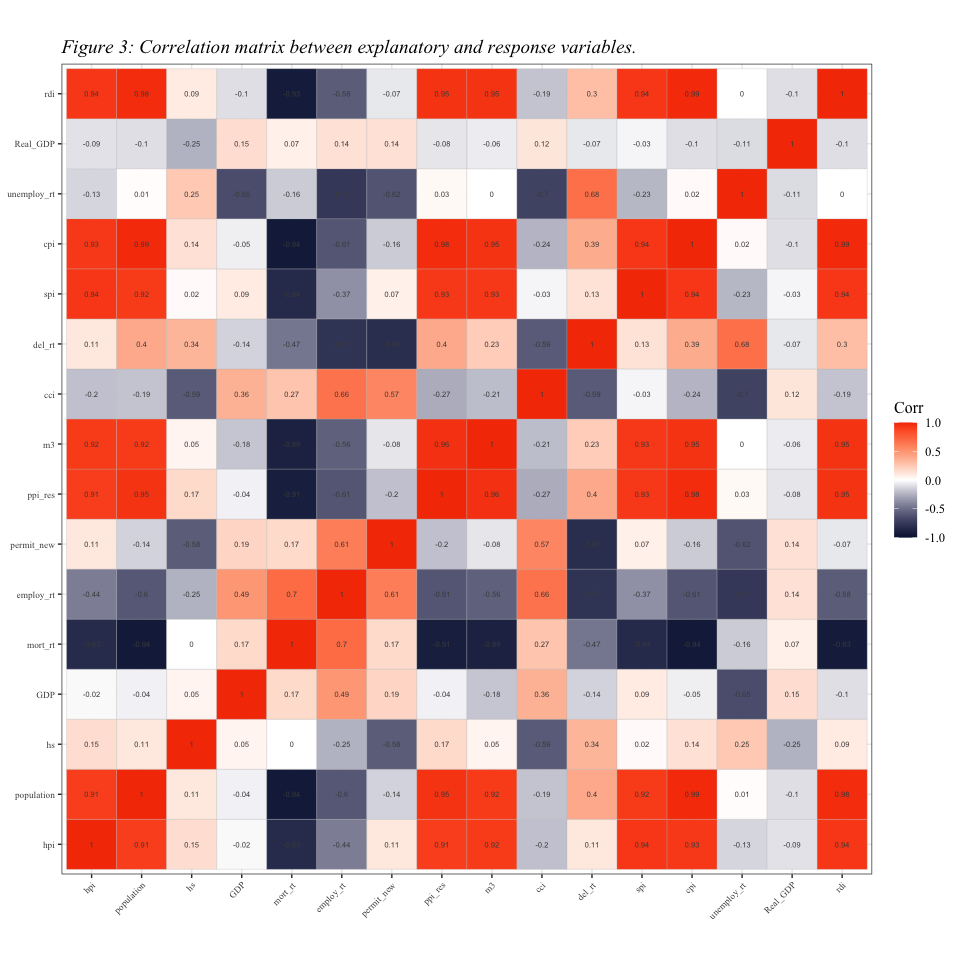 Figure 3: Correlation matrix between explanatory and response variables.
rdi 0.94 0.98 0.09 -0.1 -0.93 -0.58 -0.07 0.95 0.95 -0.19 0.3 0.94 0.99 0 -0.1 1
Real_GDP -0.09 -0.1 -0.25 0.15 0.07 0.14 0.14 -0.08 -0.06 0.12 -0.07 -0.03 -0.1 -0.11 1 -0.1
unemploy_rt -0.13 0.01 0.25 -0.16 -0.62 0.03 0 0.68 -0.23 0.02 1 -0.11 0
cpi 0.93 0.99 0.14 -0.05 -0.94 -0.61 -0.16 0.98 0.95 -0.24 0.39 0.94 1 0.02 -0.1 0.99
spi 0.94 0.92 0.02 0.09 -0.37 0.07 0.93 0.93 -0.03 0.13 1 0.94 -0.23 -0.03 0.94
del_rt 0.11 0.4 0.34 -0.14 -0.47 0.4 0.23 -0.59 1 0.13 0.39 0.68 -0.07 0.3
cci -0.2 -0.19 -0.59 0.36 0.27 0.66 0.57 -0.27 -0.21 1 -0.59 -0.03 -0.24 0.12 -0.19
Corr
m3 0.92 0.92 0.05 -0.18 -0.56 -0.08 0.96 1 -0.21 0.23 0.93 0.95 0 -0.06 0.95
1.0
0.5
0.0
-0.5
-1.0
ppi_res 0.91 0.95 0.17 -0.04 -0.91 -0.61 -0.2 1 0.96 -0.27 0.4 0.93 0.98 0.03 -0.08 0.95
permit_new 0.11 -0.14 -0.58 0.19 0.17 0.61 1 -0.2 -0.08 0.57 0.07 -0.16 -0.62 0.14 -0.07
employ_rt -0.44 -0.6 -0.25 0.49 0.7 1 0.61 -0.61 -0.56 0.66 -0.37 -0.61 0.14 -0.58
mort_rt -0.94 0 0.17 1 0.7 0.17 -0.91 0.27 -0.47 -0.94 -0.16 0.07 -0.93
GDP -0.02 -0.04 0.05 1 0.17 0.49 0.19 -0.04 -0.18 0.36 -0.14 0.09 -0.05 0.15 -0.1
hs 0.15 0.11 1 0.05 0 -0.25 -0.58 0.17 0.05 -0.59 0.34 0.02 0.14 0.25 -0.25 0.09
population 0.91 1 0.11 -0.04 -0.94 -0.6 -0.14 0.95 0.92 -0.19 0.4 0.92 0.99 0.01 -0.1 0.98
hpi 1 0.91 0.15 -0.02 -0.44 0.11 0.91 0.92 -0.2 0.11 0.94 0.93 -0.13 -0.09 0.94
hpi population hs GDP mort_rt employ_rt permit_new ppi_res m3 cci del_rt spi cpi unemploy_rt Real_GDP rdi